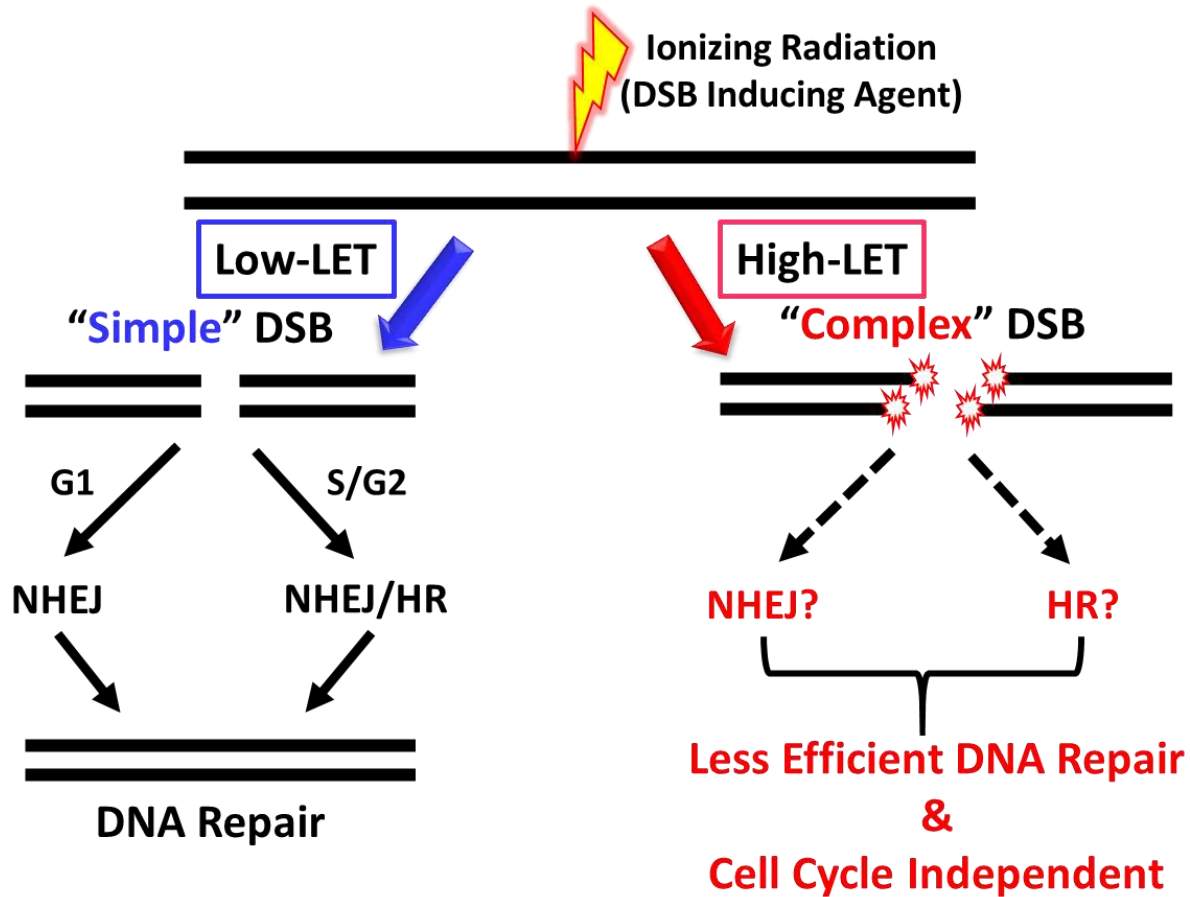 Ionizing Radiation
(DSB Inducing Agent)
Low-LET
High-LET
“Simple” DSB
“Complex” DSB
G1
S/G2
NHEJ
NHEJ/HR
NHEJ?
HR?
DNA Repair
Less Efficient DNA Repair
&
Cell Cycle Independent